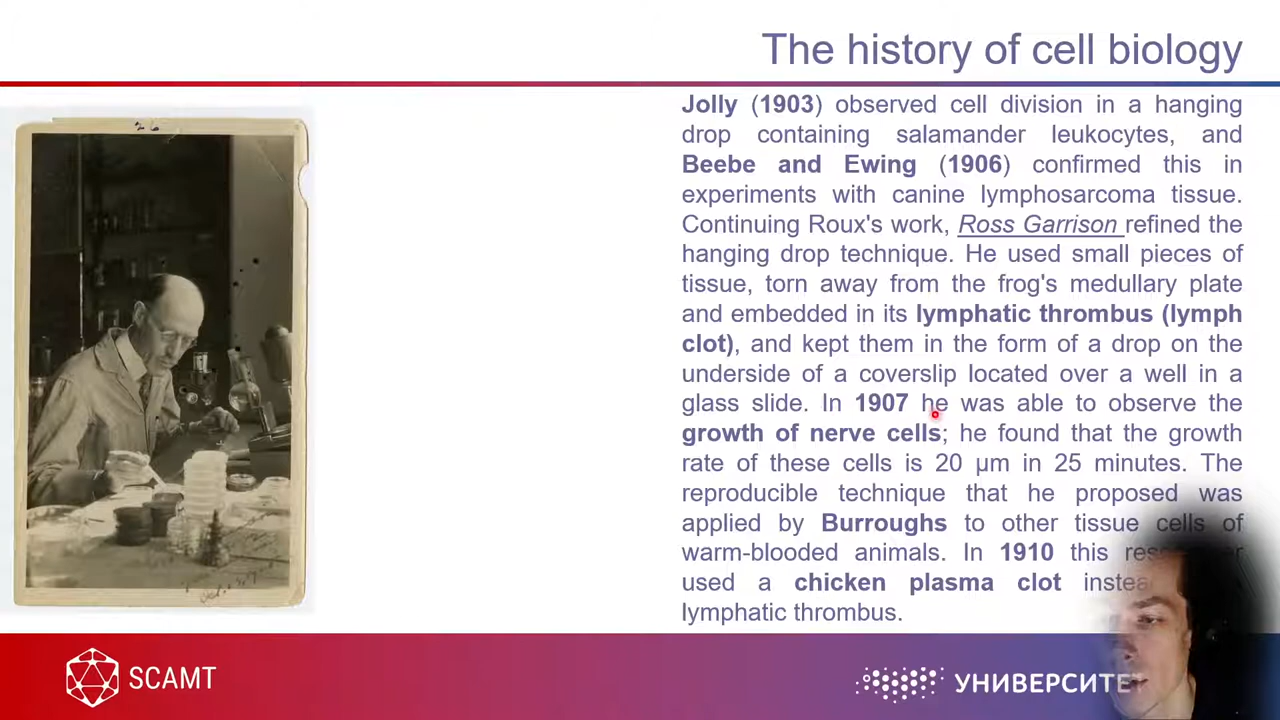 The history of cell biology
Jolly (1903) observed cell division in a hanging
drop containing salamander leukocytes, and
Beebe and Ewing (1906) confirmed this in
experiments with canine lymphosarcoma tissue.
Continuing Roux's work, Ross Garrison refined the
hanging drop technique. He used small pieces of
tissue, torn away from the frog's medullary plate
and embedded in its lymphatic thrombus (lymph
clot), and kept them in the form of a drop on the
underside of a coverslip located over a well in a
glass slide. In 1907 he was able to observe the
growth of nerve cells; he found that the growth
rate of these cells is 20 μm in 25 minutes. The
reproducible technique that he proposed was
applied by Burroughs to other tissue cells of
warm-blooded animals. In 1910 this
used a chicken plasma clot
lymphatic thrombus.
26
SCAMT